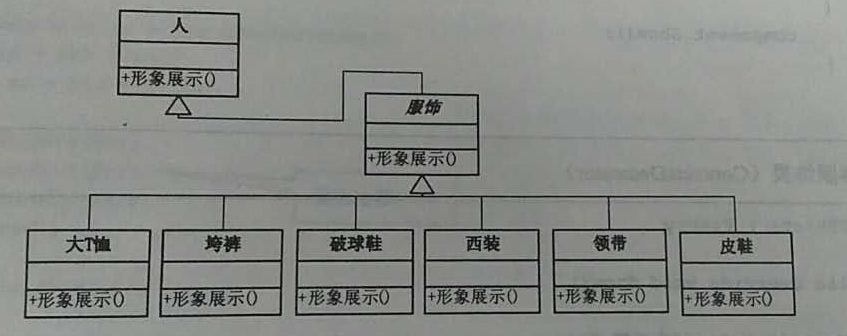 人
+形象展示()
服饰
+形象展示()
大T恤
垮裤
破球鞋
西装
领带
皮鞋
+形象展示()
+形象展示()
+形象展示()
+形象展示()
+形象展示()
+形象展示()